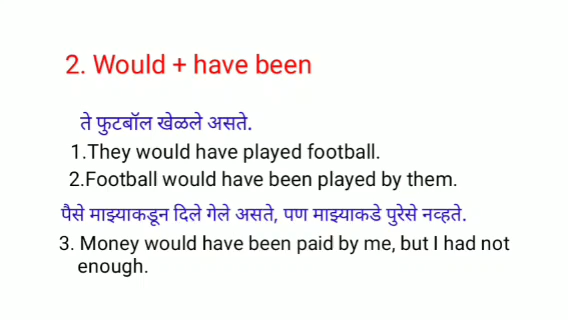 2. Would + have been
ते फुटबॉल खेळले असते.
1.They would have played football.
2.Football would have been played by them.
पैसे माझ्याकडून दिले गेले असते, पण माझ्याकडे पुरेसे नव्हते.
3. Money would have been paid by me, but I had not
enough.